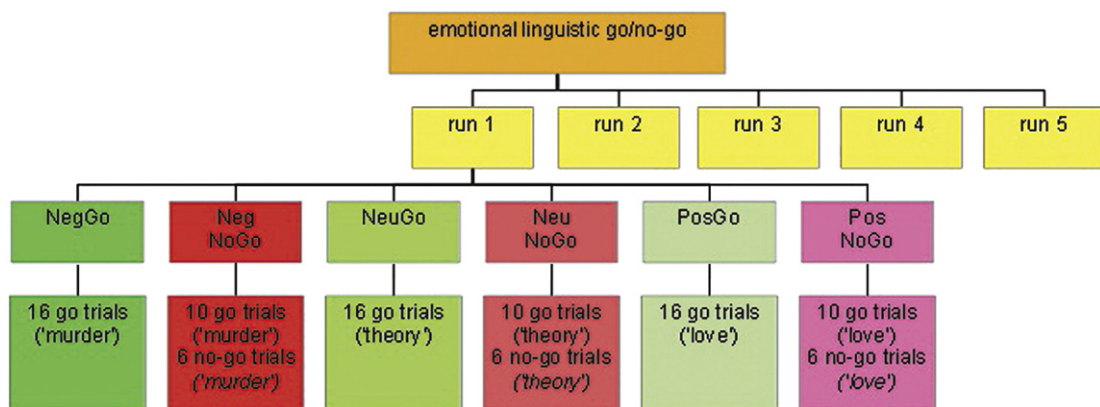 emotional linguistic go/no-go
run 1
run 2
run 3
run 4
run 5
NegGo
Neg
NoGo
NeuGo
Neu
NoGo
PosGo
Pos
NoGo
16 go trials
('murder')
10 go trials
('murder')
6 no-go trials
('murder')
16 go trials
('theory')
10 go trials
('theory')
6 no-go trials
('theory')
16 go trials
('love')
10 go trials
('love')
6 no-go trials
('love')